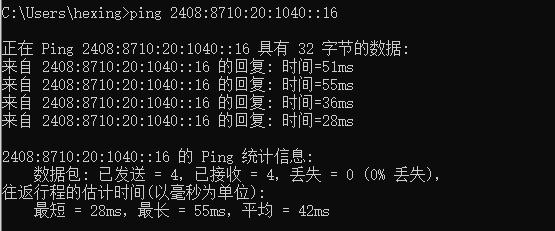 C:\Users\hexing>ping 2408:8710:20:1040::16
正在 Ping 2408:8710:20:1040::16 具有 32 字节的数据:
来自 2408:8710:20:1040::16 的回复: 时间=51ms
来自 2408:8710:20:1040::16 的回复: 时间=55ms
来自 2408:8710:20:1040::16 的回复: 时间=36ms
来自 2408:8710:20:1040::16 的回复: 时间=28ms
2408:8710:20:1040::16 的 Ping 统计信息:
数据包: 已发送 = 4, 已接收 = 4, 丢失 = 0 (0% 丢失),
往返行程的估计时间(以毫秒为单位):
最短 = 28ms, 最长 = 55ms, 平均 = 42ms